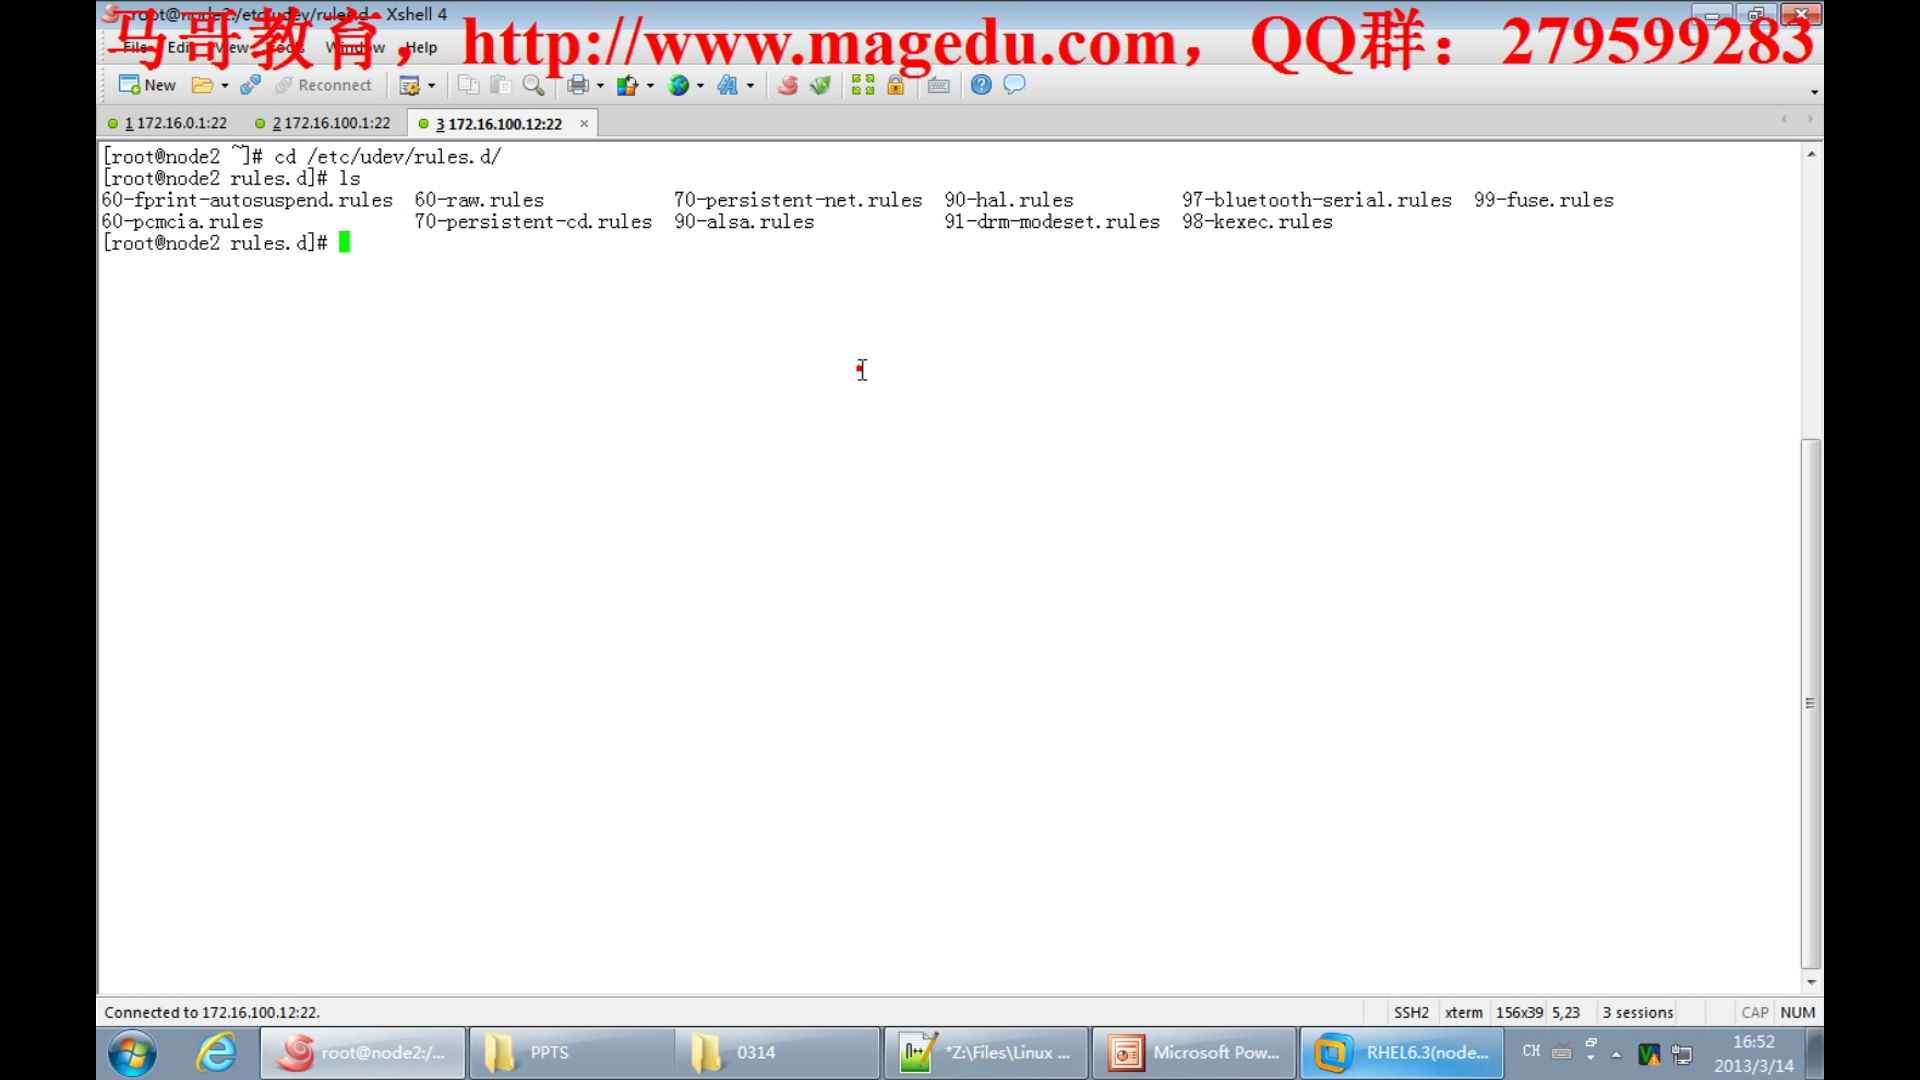 root@node2:/etc/udev/rules.d - Xshell 4
马哥教育，http://www.magedu.com，QQ群：279599283
File Edit View Tools Window Help
New Reconnect
1 172.16.0.1:22 2 172.16.100.1:22 3 172.16.100.12:22
[root@node2 ~]# cd /etc/udev/rules.d/
[root@node2 rules.d]# ls
60-fprint-autosuspend.rules 60-raw.rules 70-persistent-net.rules 90-hal.rules 97-bluetooth-serial.rules 99-fuse.rules
60-pcmcia.rules 70-persistent-cd.rules 90-alsa.rules 91-drm-modeset.rules 98-kexec.rules
[root@node2 rules.d]#
Connected to 172.16.100.12:22. SSH2 xterm 156x39 5,23 3 sessions CAP NUM
root@node2:/... PPTS 0314 *Z:\Files\Linux ... Microsoft Pow... RHEL6.3(node... CH 16:52
2013/3/14